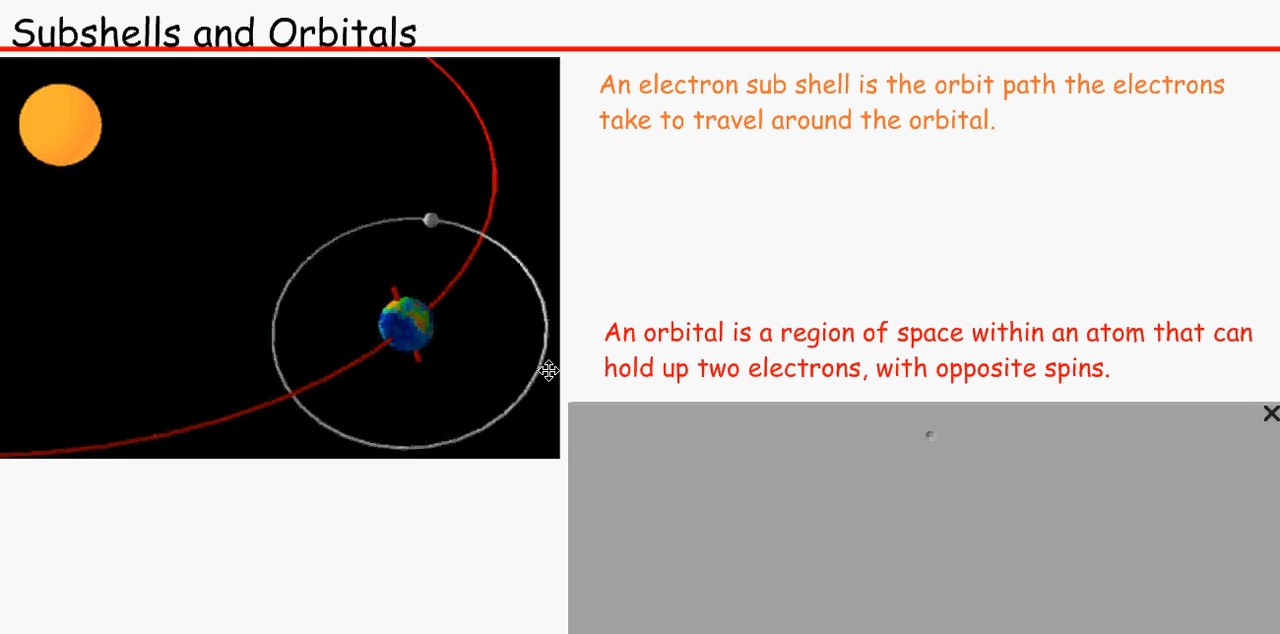 Subshells and Orbitals
An electron sub shell is the orbit path the electrons
take to travel around the orbital.
An orbital is a region of space within an atom that can
hold up two electrons, with opposite spins.